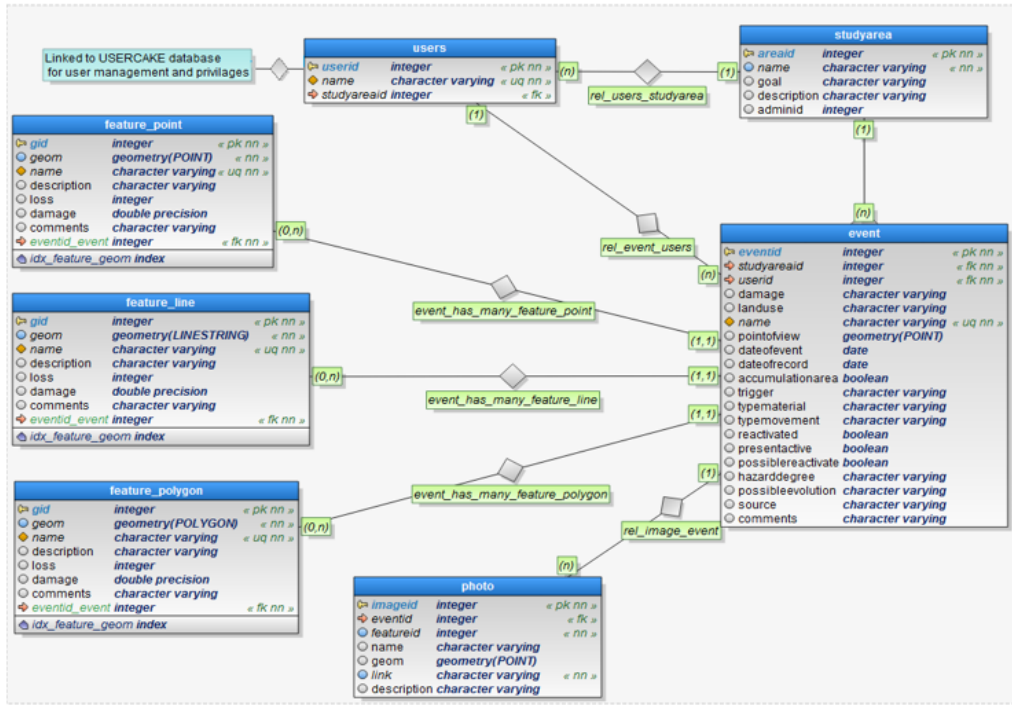 Linked to USERCAKE database
for user management and privilages
users
userid integer « pk nn »
name character varying « uq nn »
studyareaid integer « fk »
(n)
rel_users_studyarea
(1)
studyarea
areaid integer « pk nn »
name character varying « nn »
goal character varying
description character varying
adminid integer
(1)
(1)
feature_point
gid integer « pk nn »
geom geometry(POINT) « nn »
name character varying « uq nn »
description character varying
loss integer
damage double precision
comments character varying
eventid_event integer « fk nn »
idx_feature_geom index
(0,n)
event_has_many_feature_point
(1,1)
rel_event_users
(n)
(n)
event
eventid integer « pk nn »
studyareaid integer « fk nn »
userid integer « fk nn »
damage character varying
landuse character varying
name character varying « uq nn »
pointofview geometry(POINT)
dateofevent date
dateofrecord date
accumulationarea boolean
trigger character varying
typematerial character varying
typemovement character varying
reactivated boolean
presentactive boolean
possiblereactivate boolean
hazarddegree character varying
possibleevolution character varying
source character varying
comments character varying
feature_line
gid integer « pk nn »
geom geometry(LINESTRING) « nn »
name character varying « uq nn »
description character varying
loss integer
damage double precision
comments character varying
eventid_event integer « fk nn »
idx_feature_geom index
(0,n)
event_has_many_feature_line
(1,1)
feature_polygon
gid integer « pk nn »
geom geometry(POLYGON) « nn »
name character varying « uq nn »
description character varying
loss integer
damage double precision
comments character varying
eventid_event integer « fk nn »
idx_feature_geom index
(0,n)
event_has_many_feature_polygon
(1,1)
(1)
rel_image_event
(n)
photo
imageid integer « pk nn »
eventid integer « fk »
featureid integer « nn »
name character varying
geom geometry(POINT)
link character varying « nn »
description character varying